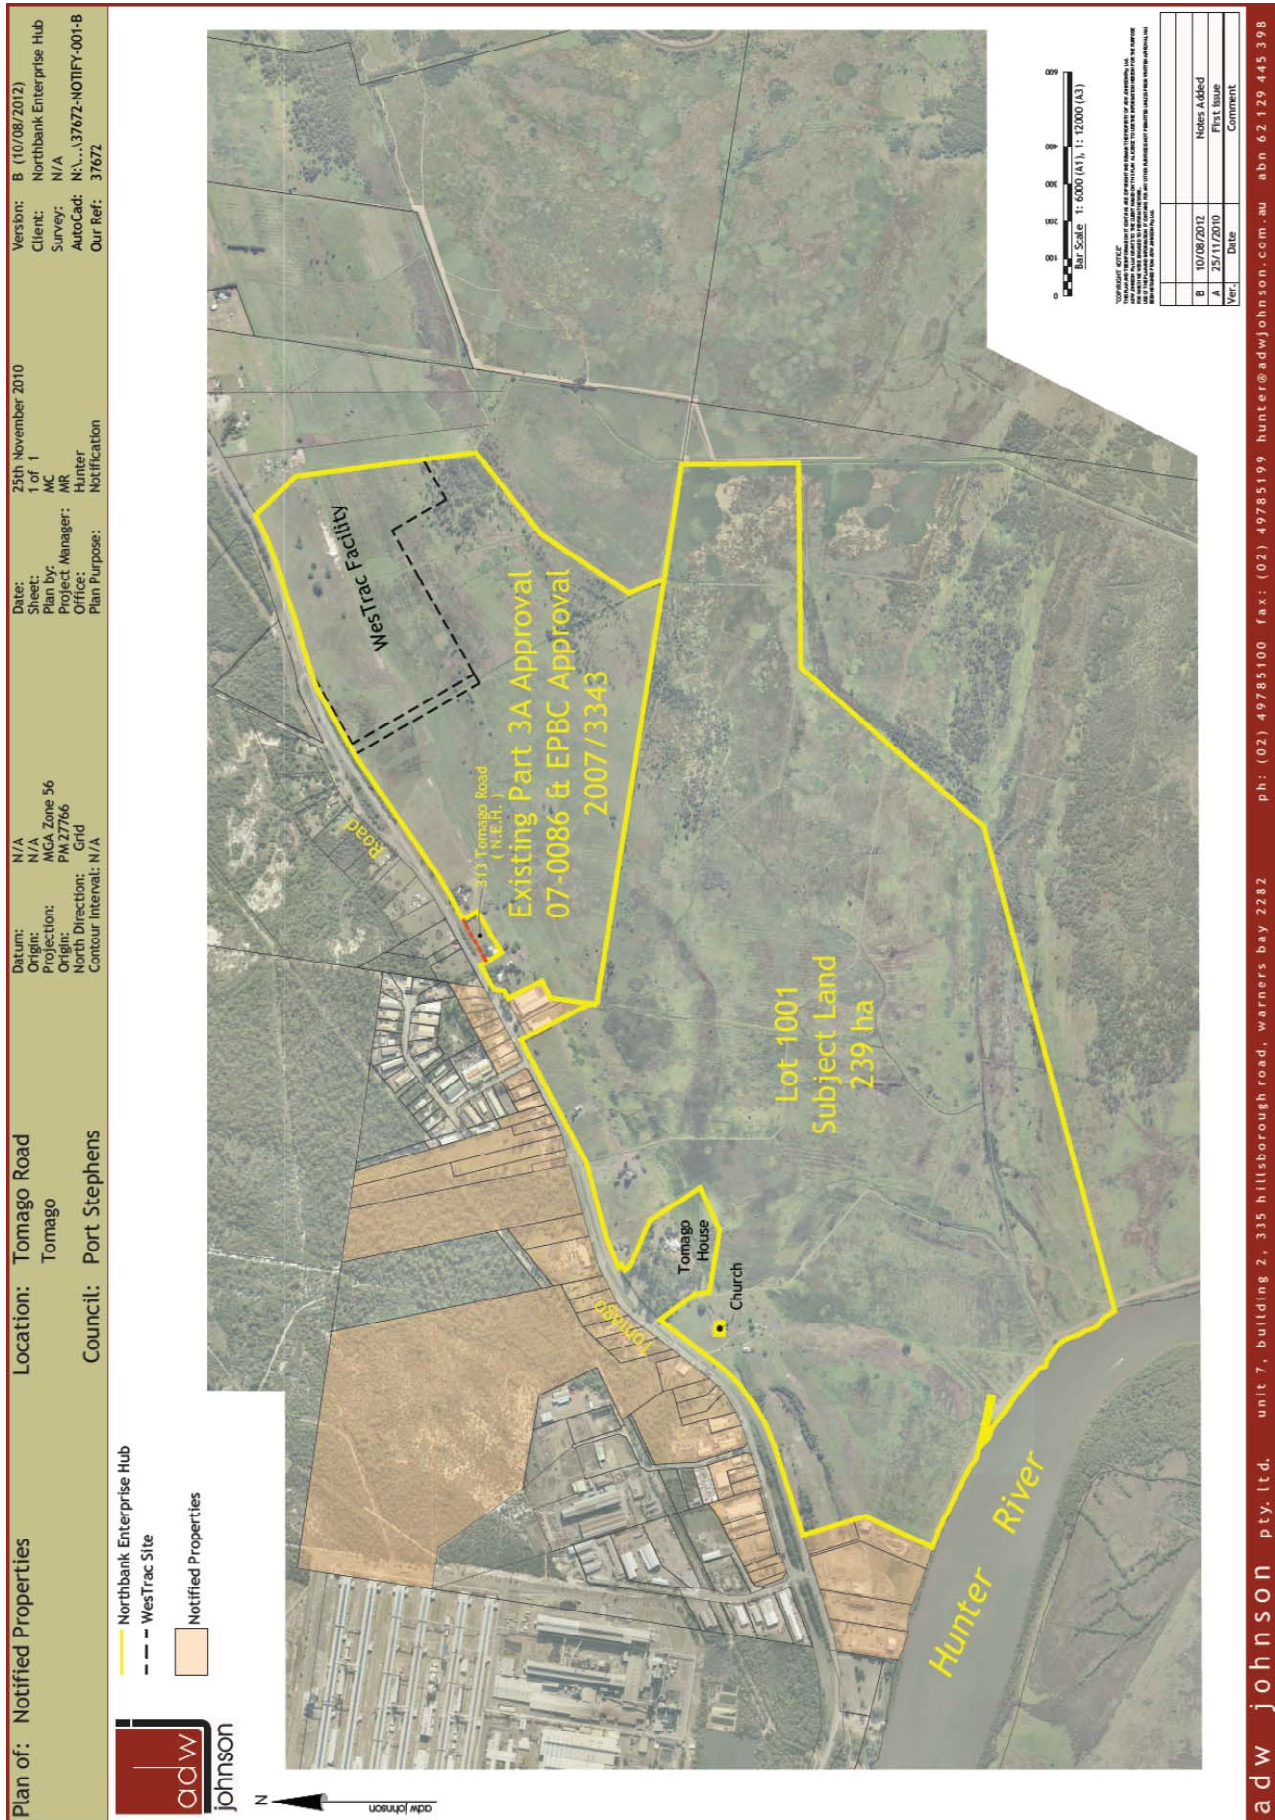 Plan of: Notified Properties
Location: Tomago Road
Tomago
Council: Port Stephens
Datum: N/A
Origin: N/A
Projection: MGA Zone 56
Origin: PM 27766
North Direction: Grid
Contour Interval: N/A
Date: 25th November 2010
Sheet: 1 of 1
Plan by: MC
Project Manager: MR
Office: Hunter
Plan Purpose: Notification
Version: B (10/08/2012)
Client: Northbank Enterprise Hub
Survey: N/A
AutoCad: N:\...\37672-NOTIFY-001-B
Our Ref: 37672
adw
johnson
N
adw johnson
Northbank Enterprise Hub
WesTrac Site
Notified Properties
WesTrac Facility
Road
313 Tomago Road
( N.E.H. )
Existing Part 3A Approval
07-0086 & EPBC Approval
2007/3343
Tomago
Tomago
House
Church
Lot 1001
Subject Land
239 ha
Hunter River
0 100 200 300 400 600
Bar Scale 1: 6000 (A1), 1: 12000 (A3)
"COPYRIGHT NOTICE"
B 10/08/2012 Notes Added
A 25/11/2010 First Issue
Ver. Date Comment
adw johnson pty. ltd. unit 7, building 2, 335 hillsborough road, warners bay 2282 ph: (02) 49785100 fax: (02) 49785199 hunter@adwjohnson.com.au abn 62 129 445 398